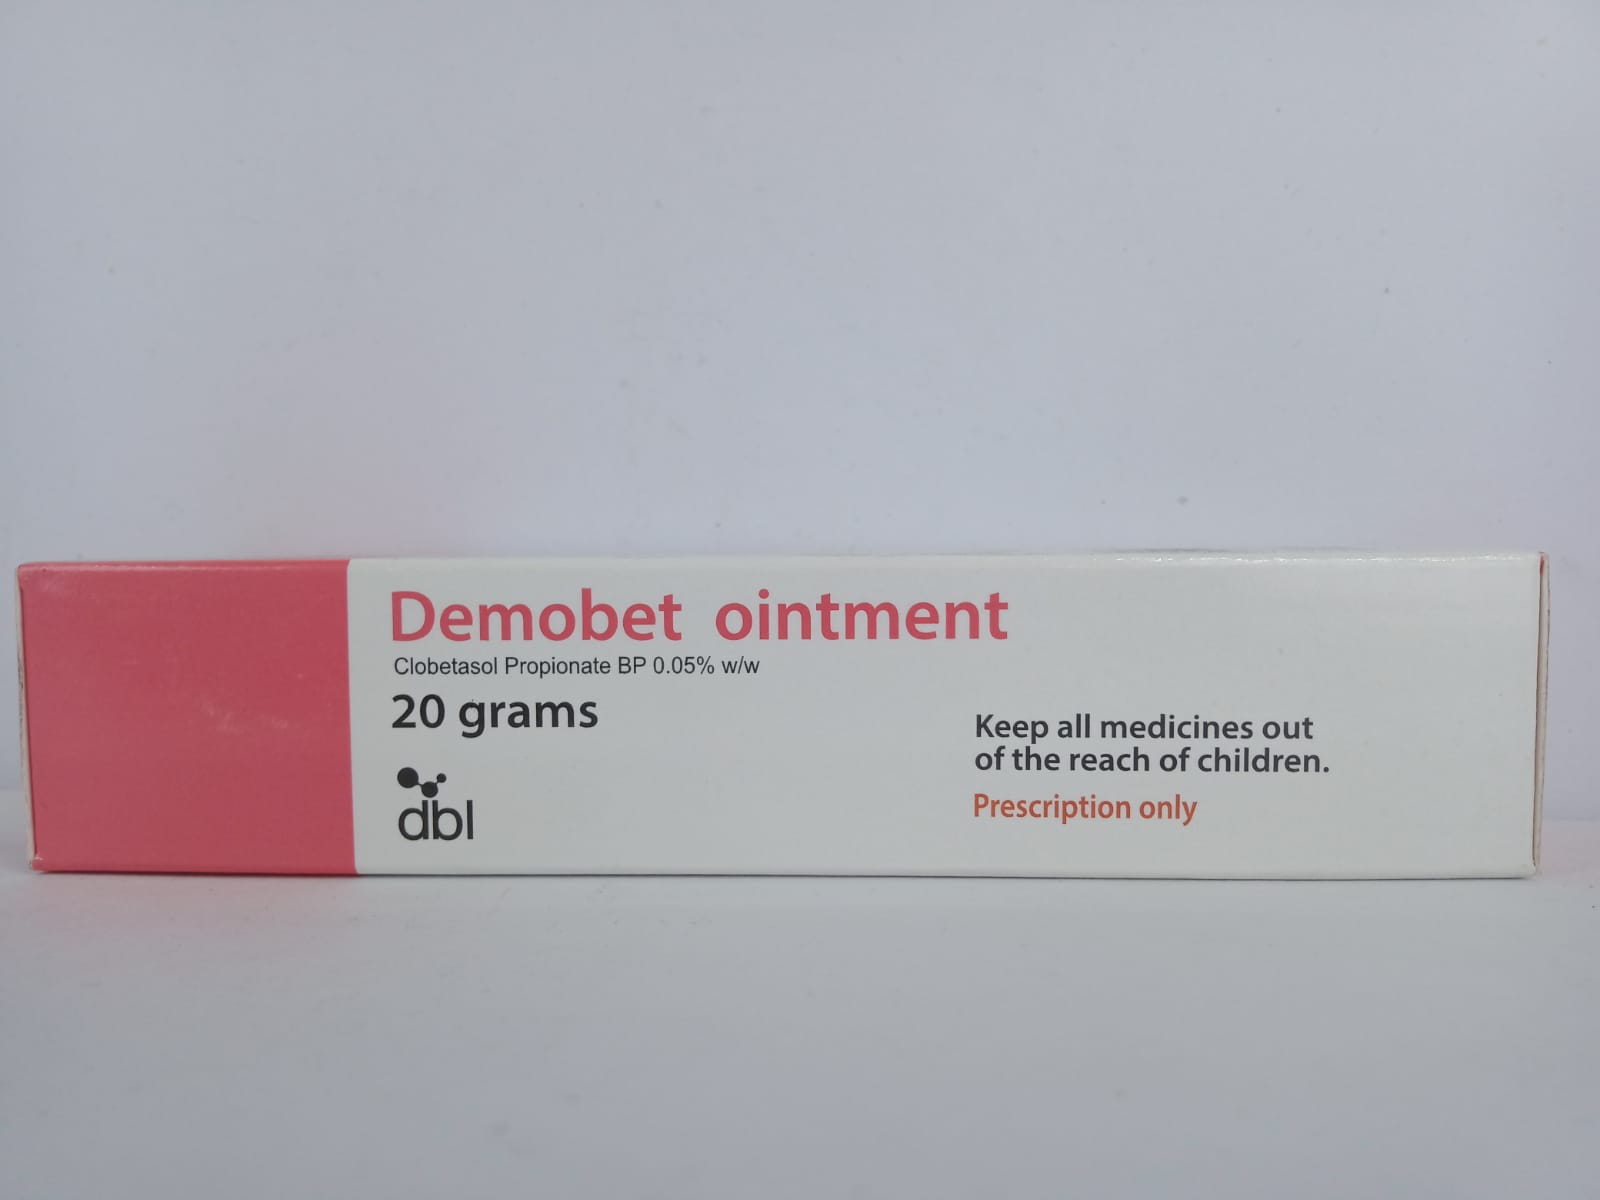 Demobet ointment
Clobetasol Propionate BP 0.05% w/w
20 grams
dbl
Keep all medicines out
of the reach of children.
Prescription only